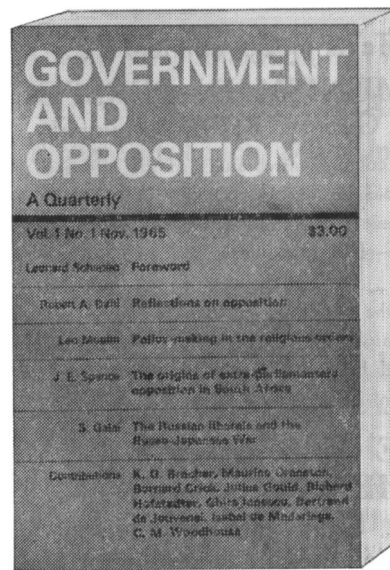 GOVERNMENT
AND
OPPOSITION
A Quarterly
Vol. 1 No. 1 Nov. 1965 $3.00
Leonard Schapiro Foreword
Robert A. Dahl Reflections on opposition
Leo Moulin Policy-making in the religious orders
J. E. Spence The origins of extra-parliamentary
opposition in South Africa
S. Galai The Russian liberals and the
Russo-Japanese War
Contributions K. D. Bracher, Maurice Cranston,
Bernard Crick, Julius Gould, Richard
Hofstadter, Ghita Ionescu, Bertrand
de Jouvenel, Isabel de Madariaga,
C. M. Woodhouse